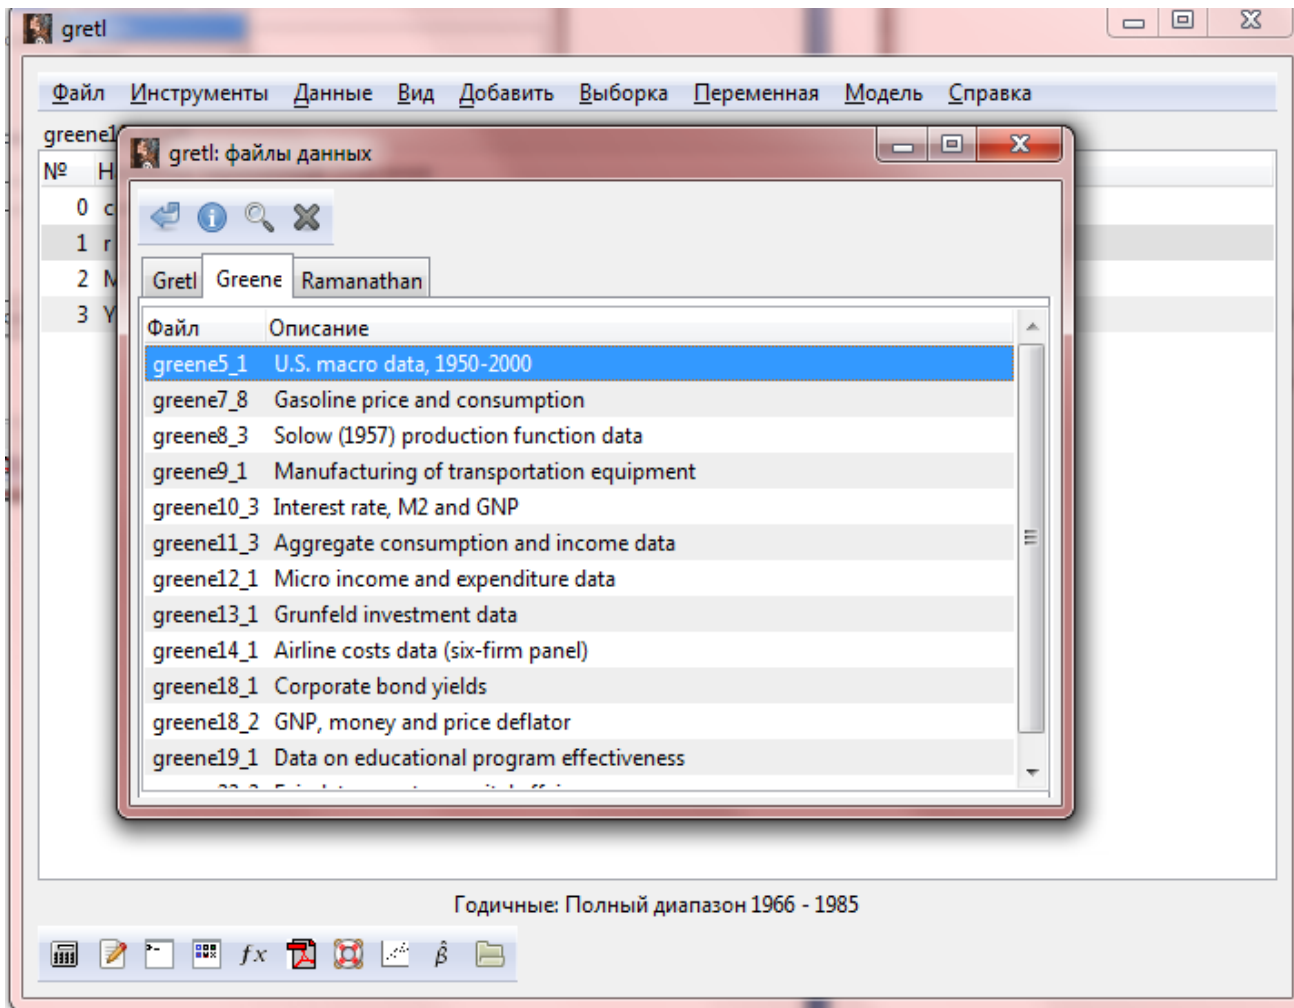 gretl
Файл Инструменты Данные Вид Добавить Выборка Переменная Модель Справка
gretl: файлы данных
№
0
1 r
2
3 Y
Gretl Greene Ramanathan
Файл Описание
greene5_1 U.S. macro data, 1950-2000
greene7_8 Gasoline price and consumption
greene8_3 Solow (1957) production function data
greene9_1 Manufacturing of transportation equipment
greene10_3 Interest rate, M2 and GNP
greene11_3 Aggregate consumption and income data
greene12_1 Micro income and expenditure data
greene13_1 Grunfeld investment data
greene14_1 Airline costs data (six-firm panel)
greene18_1 Corporate bond yields
greene18_2 GNP, money and price deflator
greene19_1 Data on educational program effectiveness
Годичные: Полный диапазон 1966 - 1985
fx β̂